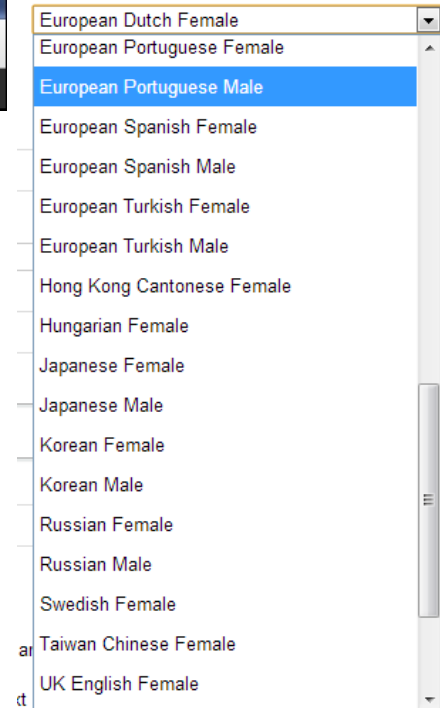 European Dutch Female
European Portuguese Female
European Portuguese Male
European Spanish Female
European Spanish Male
European Turkish Female
European Turkish Male
Hong Kong Cantonese Female
Hungarian Female
Japanese Female
Japanese Male
Korean Female
Korean Male
Russian Female
Russian Male
Swedish Female
Taiwan Chinese Female
UK English Female